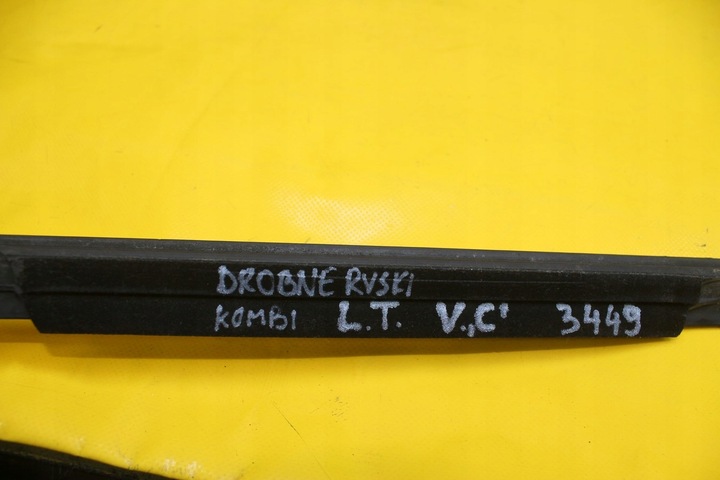 DROBNE RYSKI
KOMBI L.T. V.,C' 3449